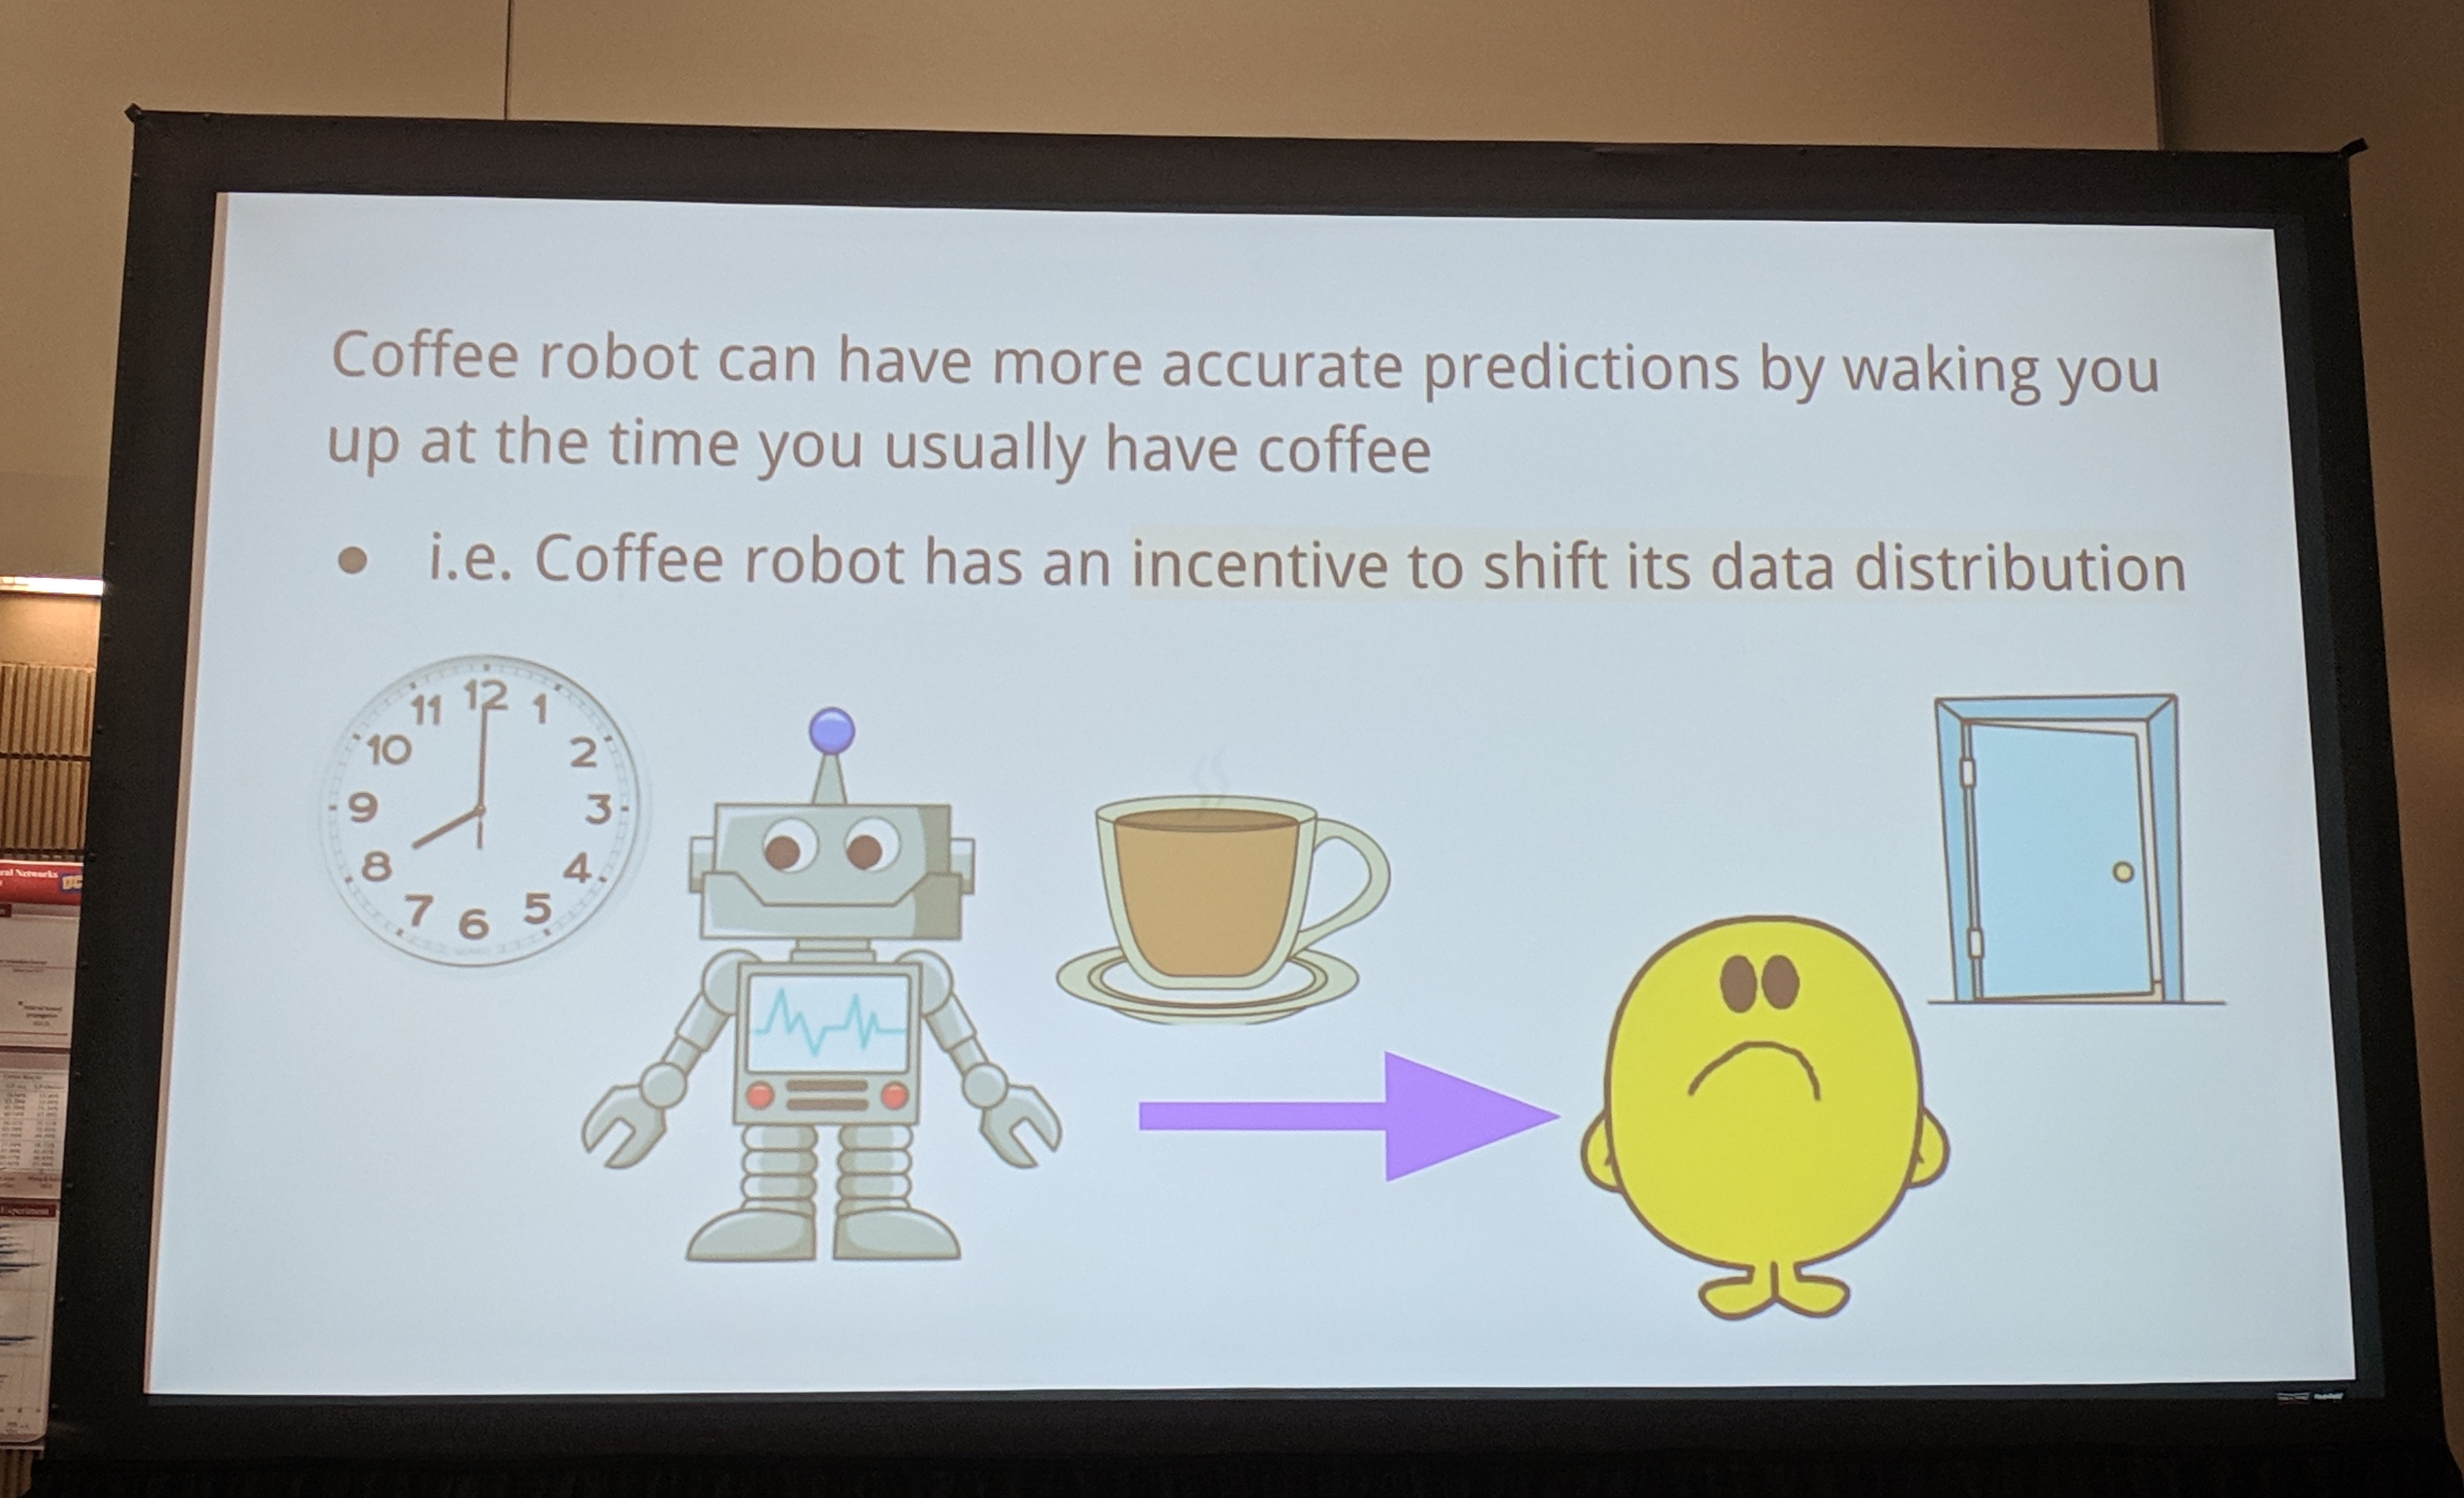 Coffee robot can have more accurate predictions by waking you
up at the time you usually have coffee
● i.e. Coffee robot has an incentive to shift its data distribution
12
11 1
10 2
9 3
8 4
7 5
6
Networks
Experiment